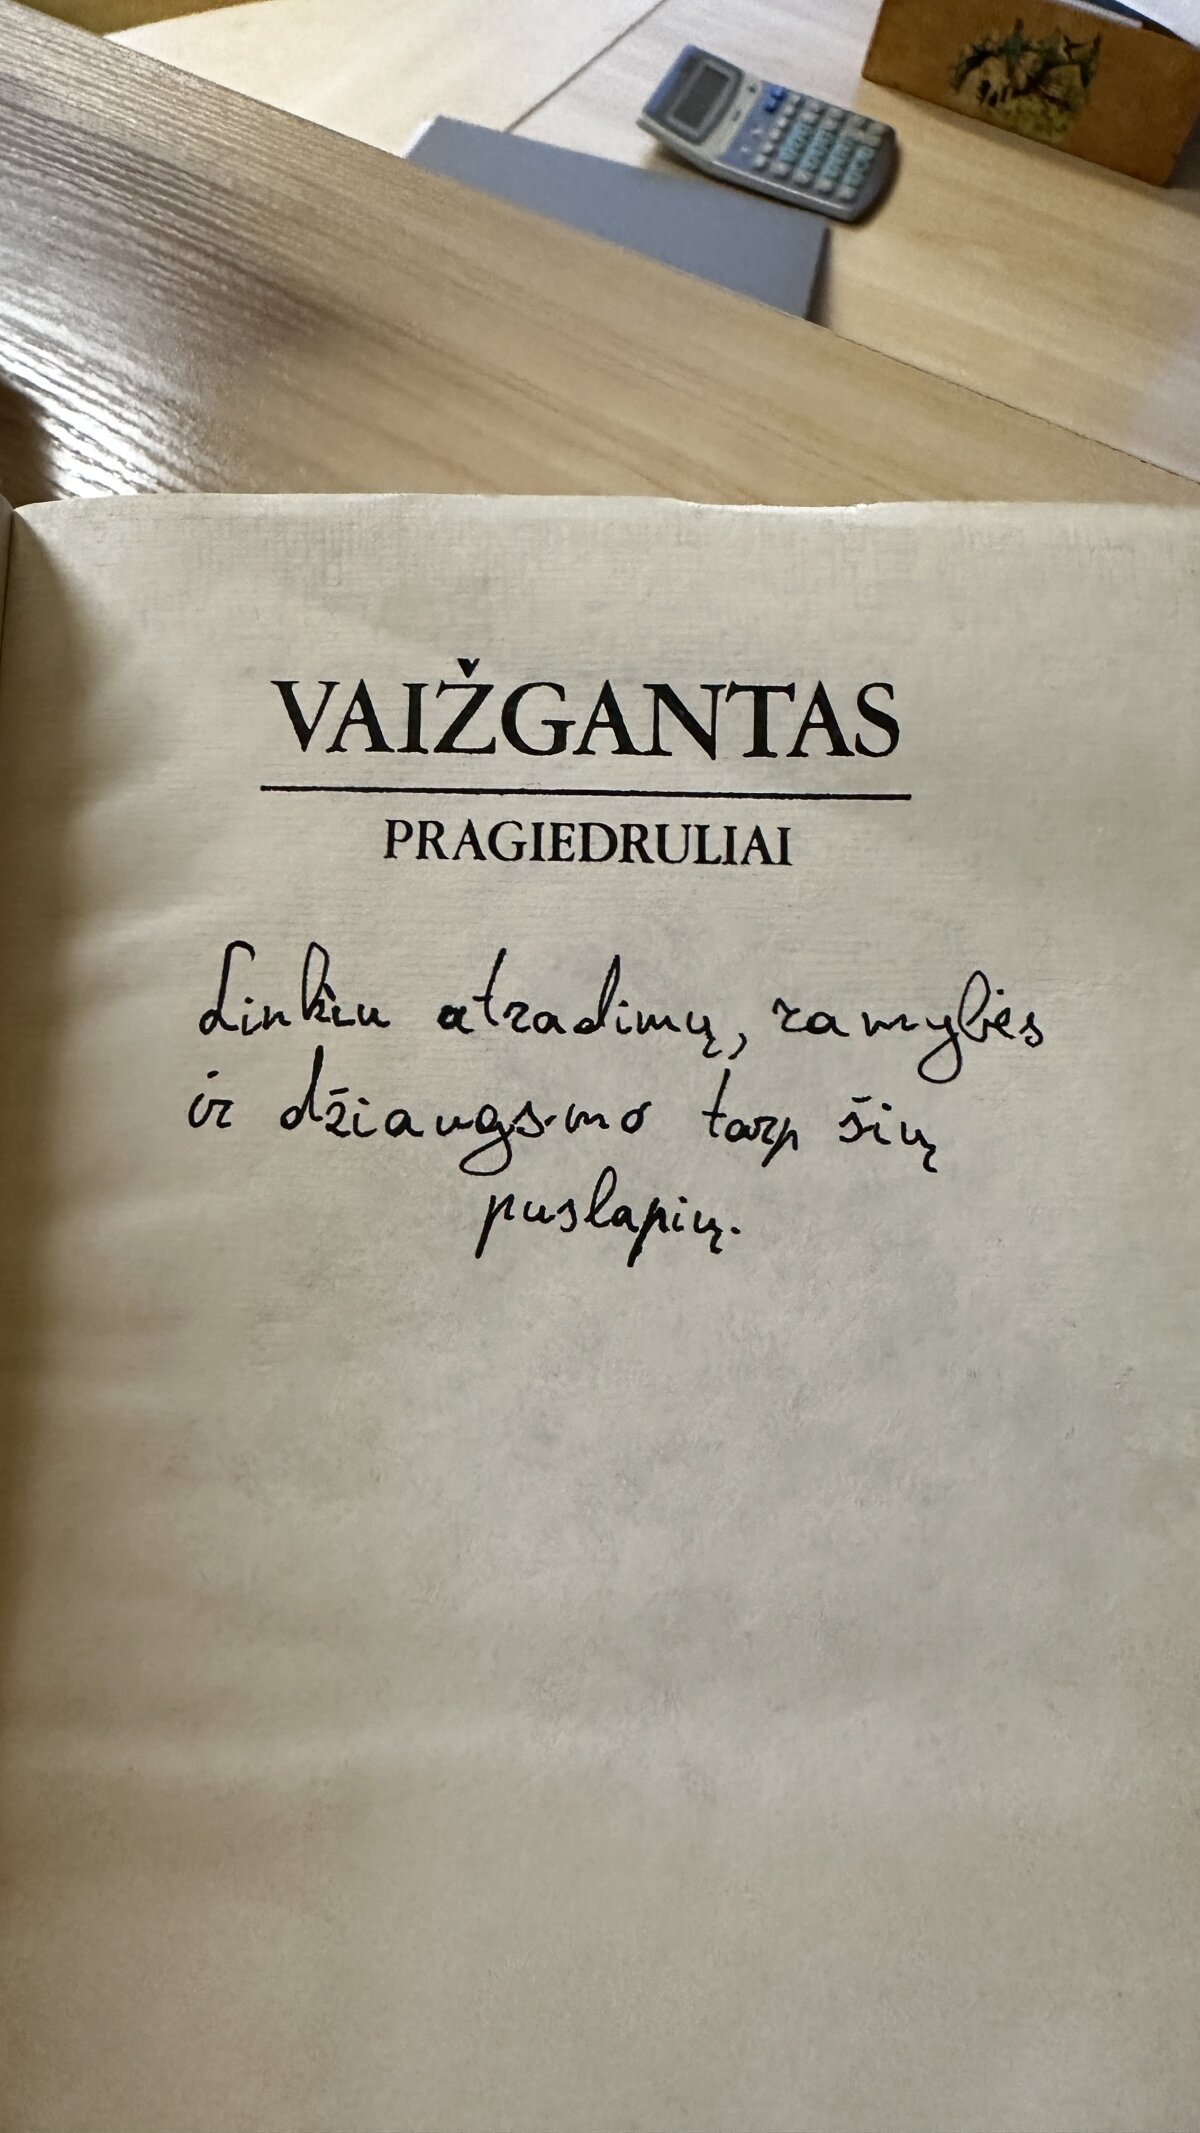 VAIŽGANTAS
PRAGIEDRULIAI
Linkiu atradimų, ramybės
ir džiaugsmo tarp šių
puslapių.